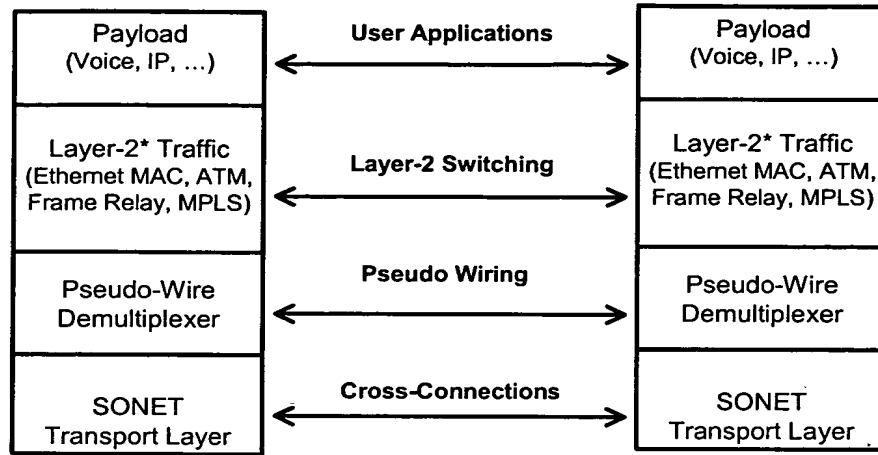 Payload
(Voice, IP, ...)
User Applications
Payload
(Voice, IP, ...)
Layer-2* Traffic
(Ethernet MAC, ATM,
Frame Relay, MPLS)
Layer-2 Switching
Layer-2* Traffic
(Ethernet MAC, ATM,
Frame Relay, MPLS)
Pseudo-Wire
Demultiplexer
Pseudo Wiring
Pseudo-Wire
Demultiplexer
SONET
Transport Layer
Cross-Connections
SONET
Transport Layer